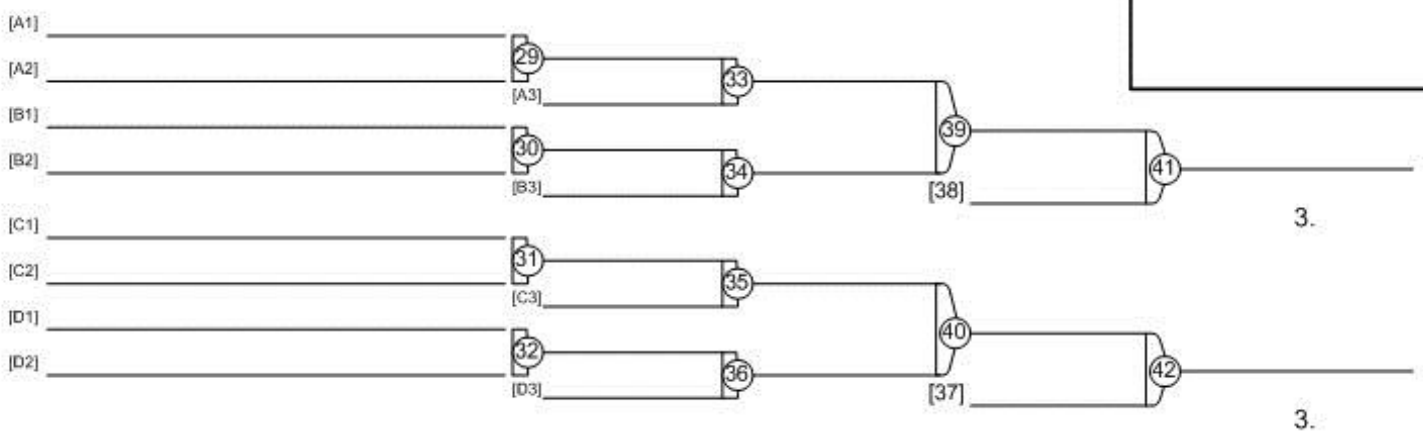 [A1]
29
[A2]
33
[A3]
[B1]
39
30
[B2]
34
41
[B3]
[38]
3.
[C1]
31
[C2]
35
[C3]
[D1]
40
32
[D2]
36
42
[D3]
[37]
3.